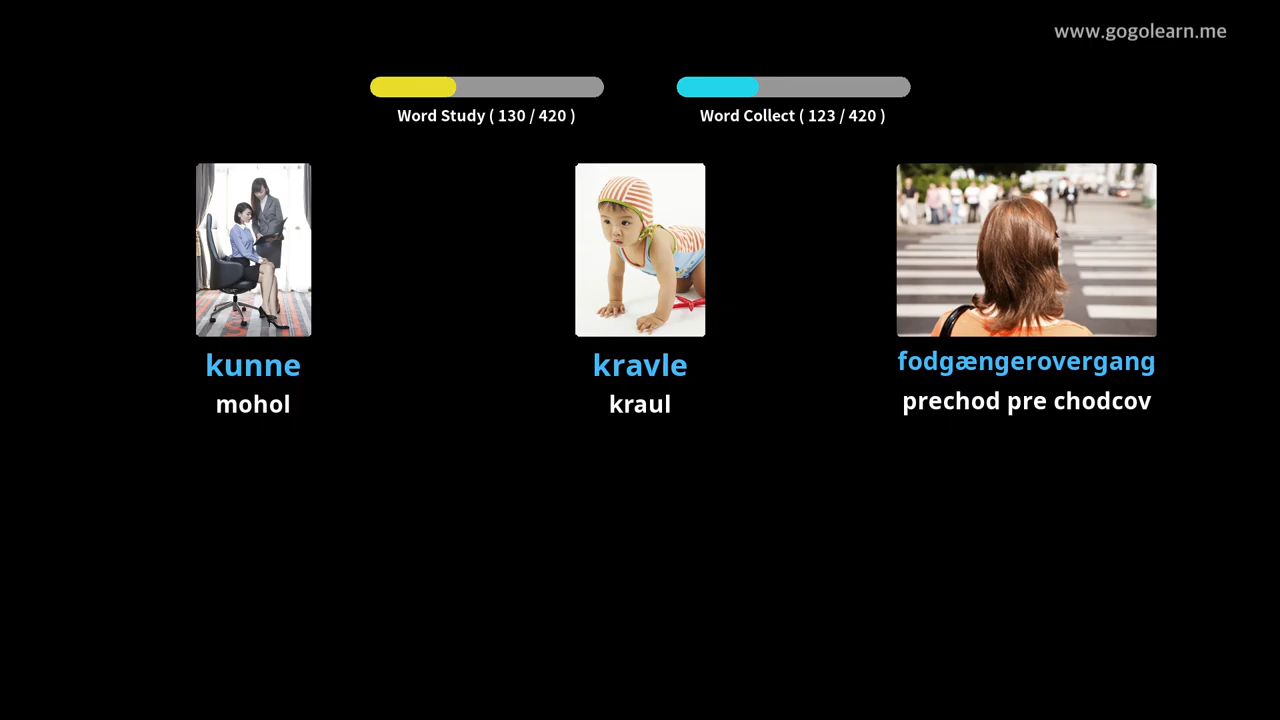 www.gogolearn.me
Word Study ( 130 / 420 )
Word Collect ( 123 / 420 )
kunne
mohol
kravle
kraul
fodgængerovergang
prechod pre chodcov